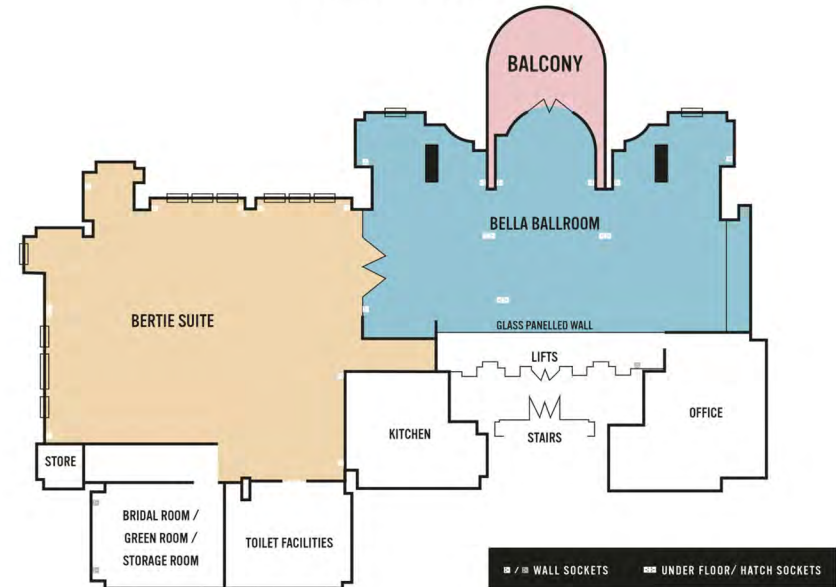 BALCONY
BELLA BALLROOM
BERTIE SUITE
GLASS PANELLED WALL
LIFTS
OFFICE
KITCHEN
STAIRS
STORE
BRIDAL ROOM /
GREEN ROOM /
STORAGE ROOM
TOILET FACILITIES
/ WALL SOCKETS
UNDER FLOOR/ HATCH SOCKETS